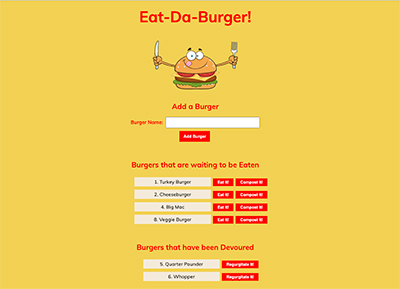 Eat-Da-Burger!
Add a Burger
Burger Name:
Add Burger
Burgers that are waiting to be Eaten
1. Turkey Burger Eat it! Compost it!
2. Cheeseburger Eat it! Compost it!
4. Big Mac Eat it! Compost it!
8. Veggie Burger Eat it! Compost it!
Burgers that have been Devoured
5. Quarter Pounder Regurgitate it!
6. Whopper Regurgitate it!